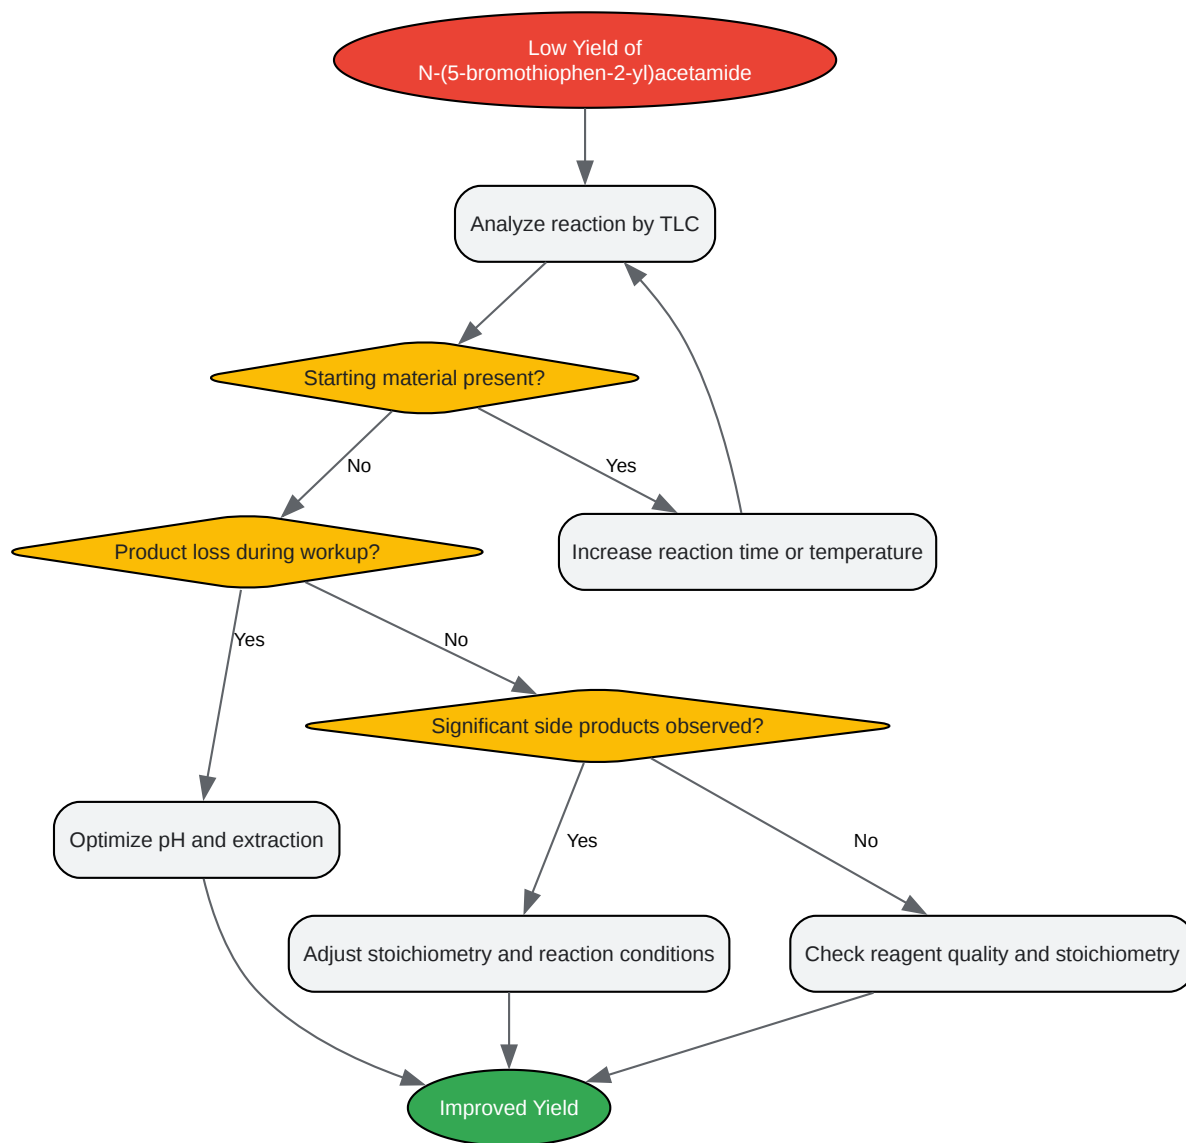 Low Yield of
N-(5-bromothiophen-2-yl)acetamide
Analyze reaction by TLC
Starting material present?
No
Yes
Product loss during workup?
Increase reaction time or temperature
Yes
No
Significant side products observed?
Optimize pH and extraction
Yes
No
Adjust stoichiometry and reaction conditions
Check reagent quality and stoichiometry
Improved Yield